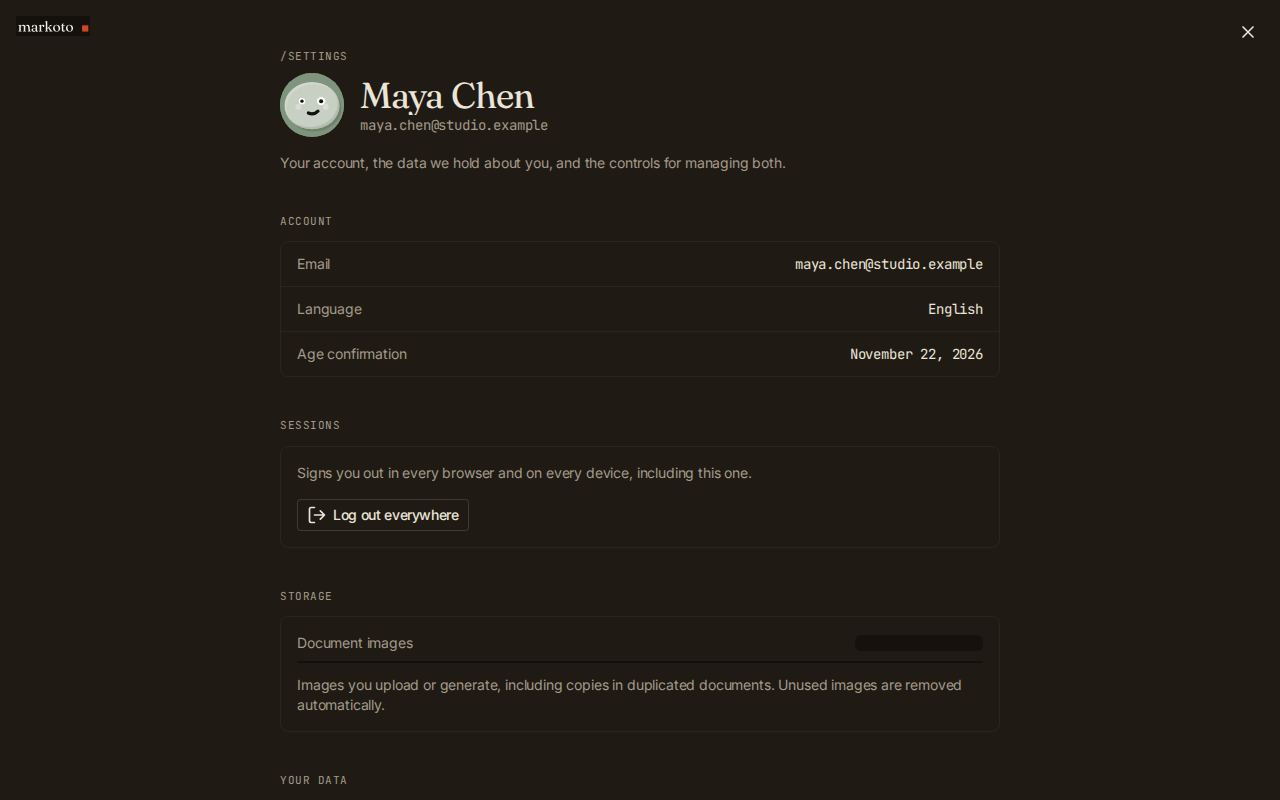 markoto
/SETTINGS
Maya Chen
maya.chen@studio.example
Your account, the data we hold about you, and the controls for managing both.
ACCOUNT
Email
maya.chen@studio.example
Language
English
Age confirmation
November 22, 2026
SESSIONS
Signs you out in every browser and on every device, including this one.
Log out everywhere
STORAGE
Document images
Images you upload or generate, including copies in duplicated documents. Unused images are removed
automatically.
YOUR DATA